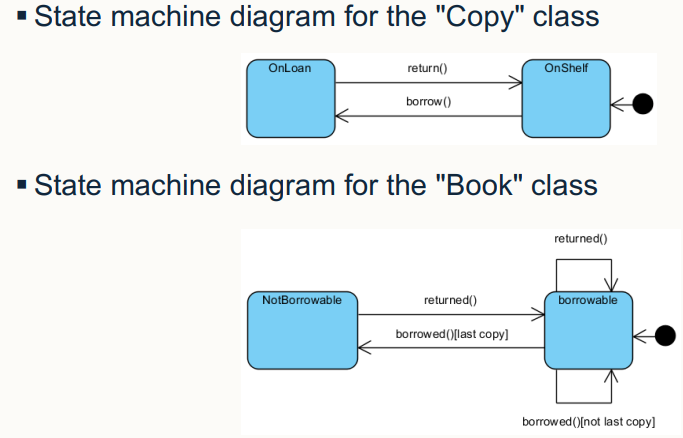 ▪ State machine diagram for the "Copy" class
OnLoan
return()
OnShelf
borrow()
▪ State machine diagram for the "Book" class
returned()
NotBorrowable
returned()
borrowable
borrowed()[last copy]
borrowed()[not last copy]